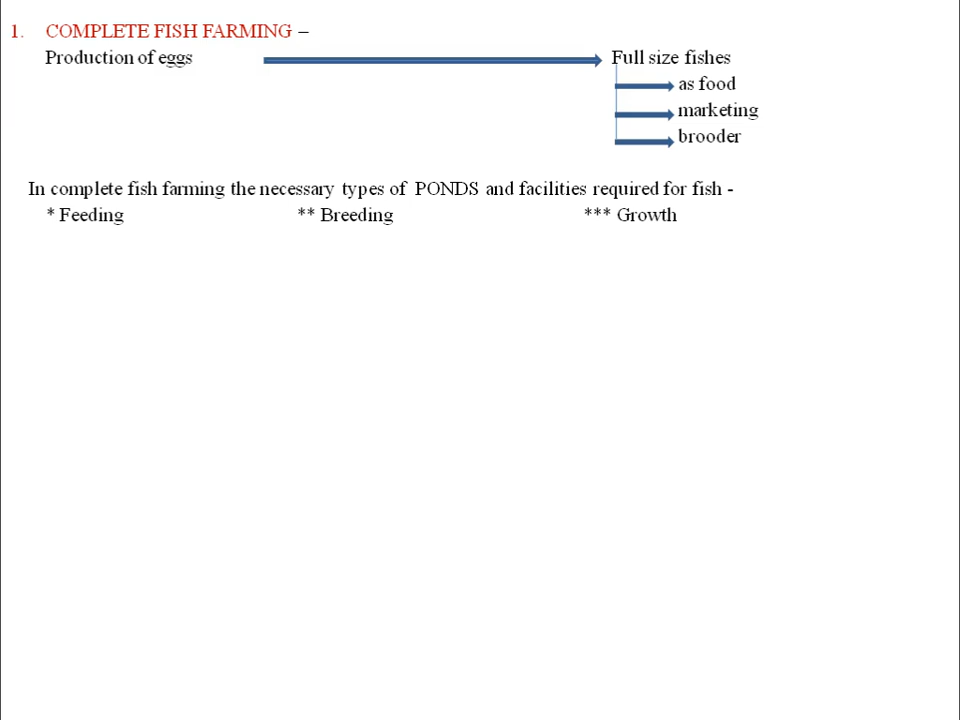 1. COMPLETE FISH FARMING –
Production of eggs Full size fishes
as food
marketing
brooder
In complete fish farming the necessary types of PONDS and facilities required for fish -
* Feeding ** Breeding *** Growth